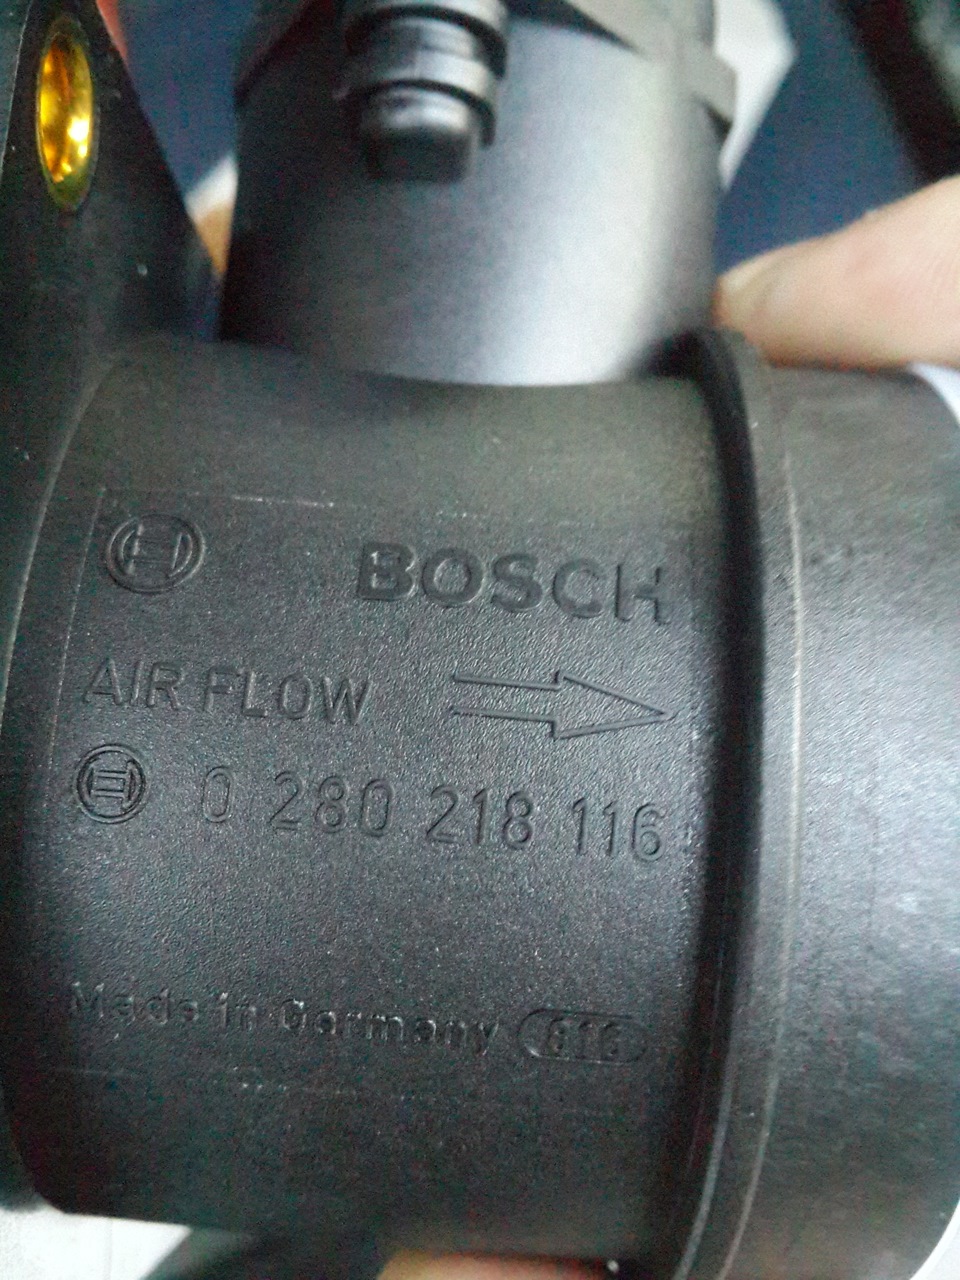 BOSCH
AIR FLOW
0 280 218 116
Made in Germany